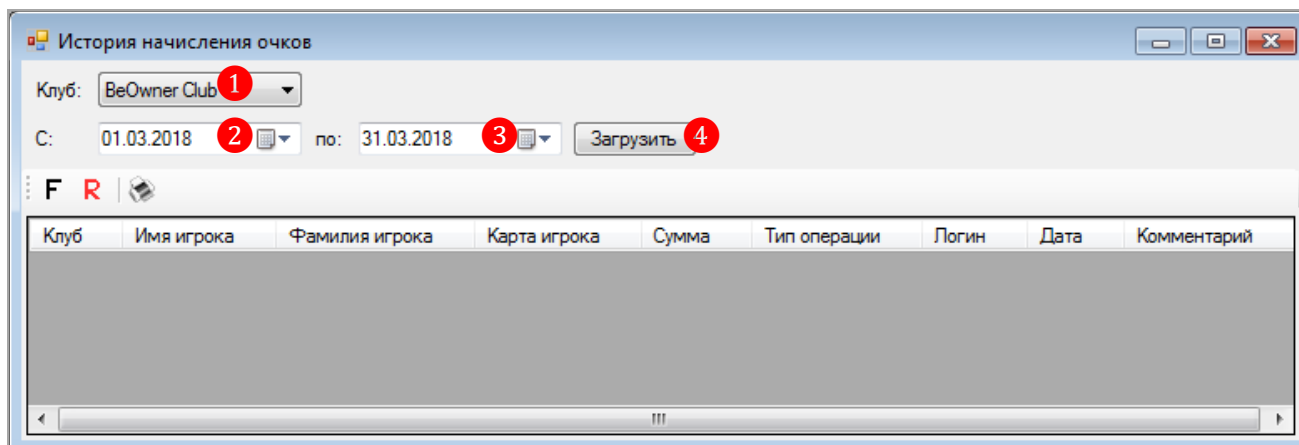 История начисления очков
Клуб: BeOwner Club 1
С: 01.03.2018 2 по: 31.03.2018 3 Загрузить 4
F R
Клуб Имя игрока Фамилия игрока Карта игрока Сумма Тип операции Логин Дата Комментарий